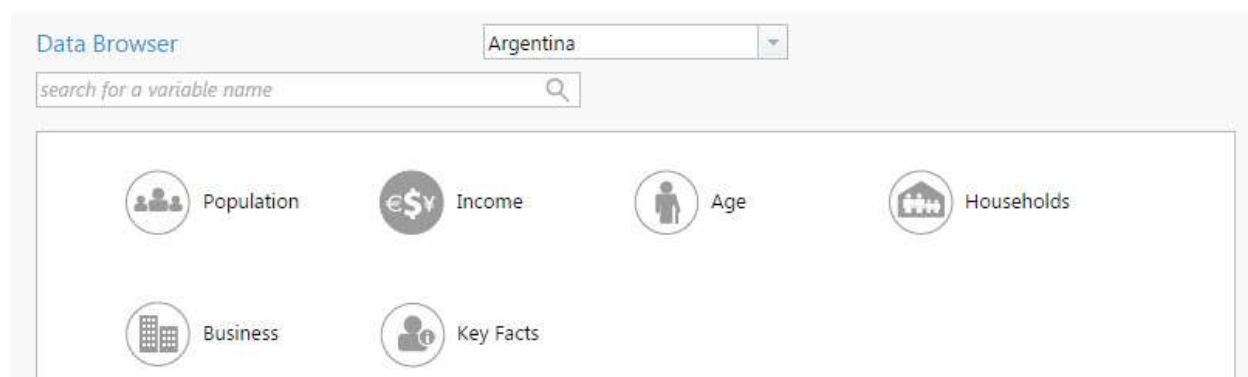 Data Browser Argentina
search for a variable name
€$¥ Income
Population Age Households
Business Key Facts